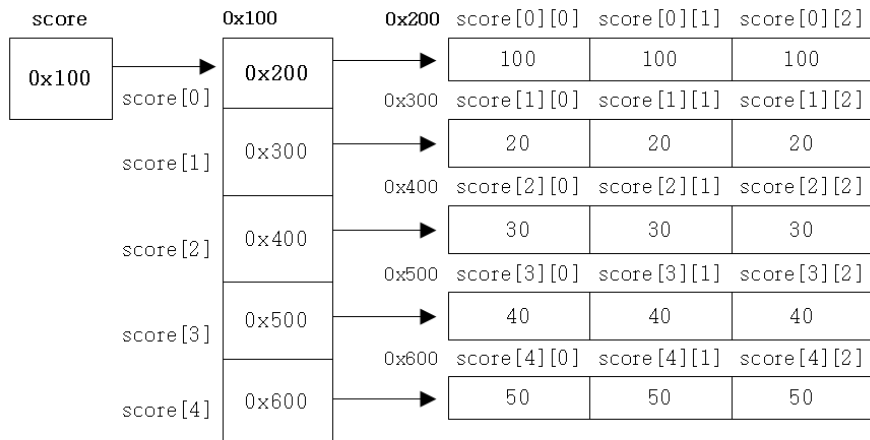 score 0x100 0x200 score[0][0] score[0][1] score[0][2]
0x100 0x200 100 100 100
score[0] 0x300 score[1][0] score[1][1] score[1][2]
score[1] 0x300 20 20 20
0x400 score[2][0] score[2][1] score[2][2]
score[2] 0x400 30 30 30
0x500 score[3][0] score[3][1] score[3][2]
score[3] 0x500 40 40 40
0x600 score[4][0] score[4][1] score[4][2]
score[4] 0x600 50 50 50